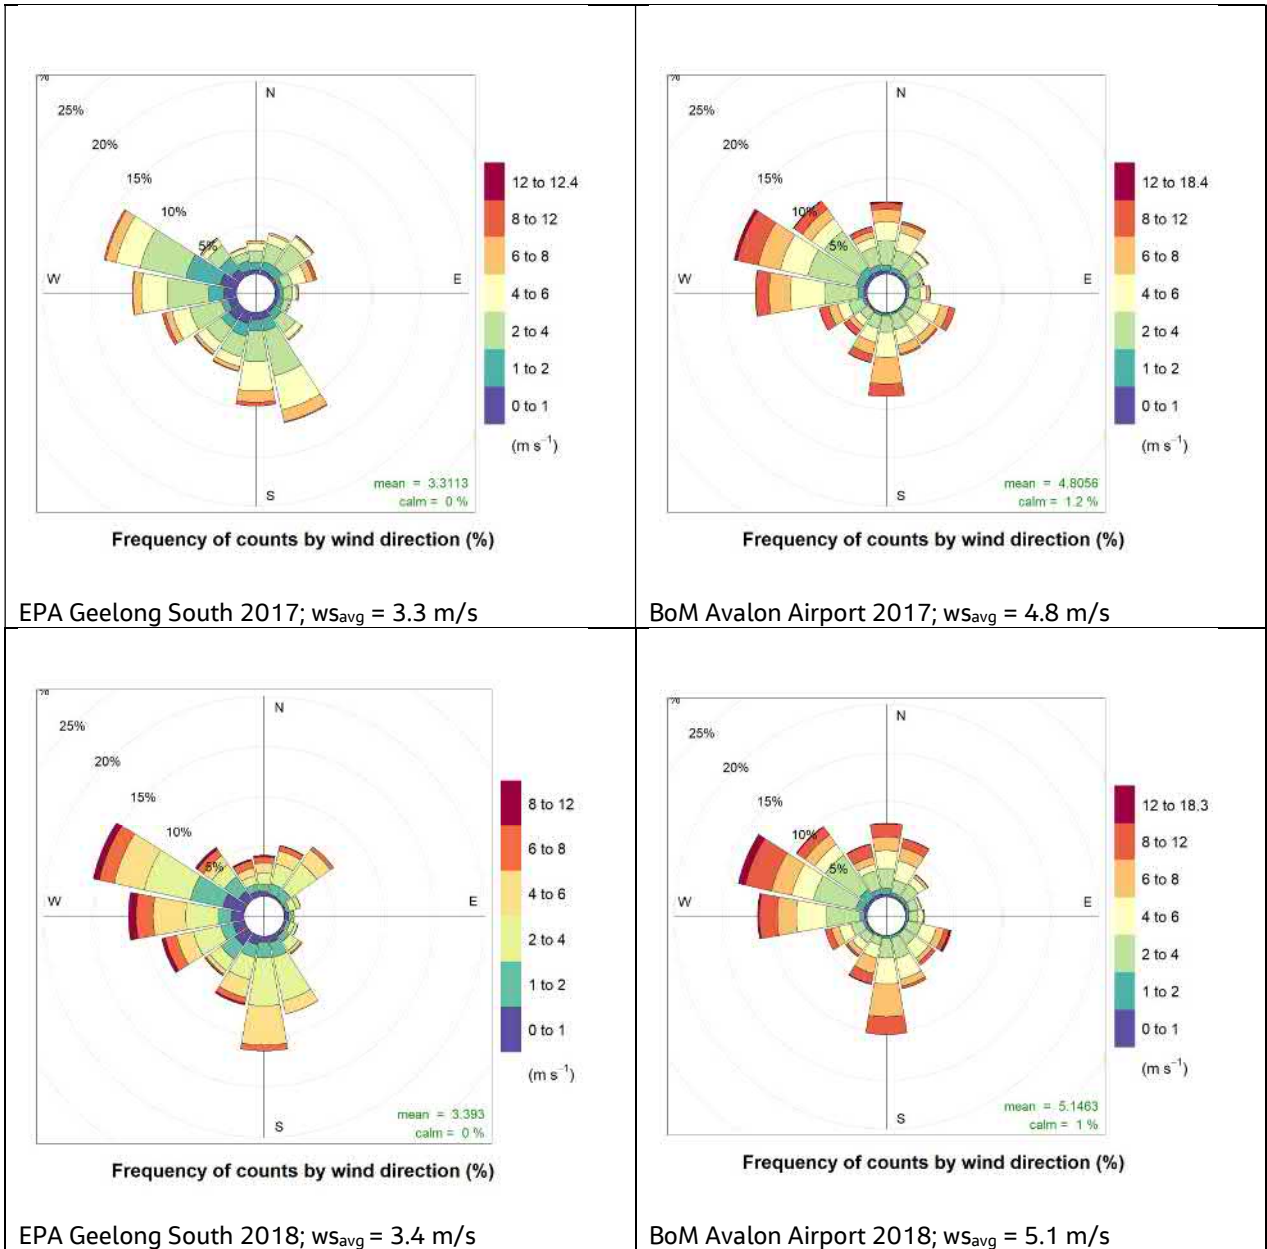 %
N
25%
20%
15%
10%
5%
W
E
S
12 to 12.4
8 to 12
6 to 8
4 to 6
2 to 4
1 to 2
0 to 1
(m s⁻¹)
mean = 3.3113
calm = 0 %
Frequency of counts by wind direction (%)
EPA Geelong South 2017; wsavg = 3.3 m/s
%
N
25%
20%
15%
10%
5%
W
E
S
12 to 18.4
8 to 12
6 to 8
4 to 6
2 to 4
1 to 2
0 to 1
(m s⁻¹)
mean = 4.8056
calm = 1.2 %
Frequency of counts by wind direction (%)
BoM Avalon Airport 2017; wsavg = 4.8 m/s
%
N
25%
20%
15%
10%
5%
W
E
S
8 to 12
6 to 8
4 to 6
2 to 4
1 to 2
0 to 1
(m s⁻¹)
mean = 3.393
calm = 0 %
Frequency of counts by wind direction (%)
EPA Geelong South 2018; wsavg = 3.4 m/s
%
N
25%
20%
15%
10%
5%
W
E
S
12 to 18.3
8 to 12
6 to 8
4 to 6
2 to 4
1 to 2
0 to 1
(m s⁻¹)
mean = 5.1463
calm = 1 %
Frequency of counts by wind direction (%)
BoM Avalon Airport 2018; wsavg = 5.1 m/s